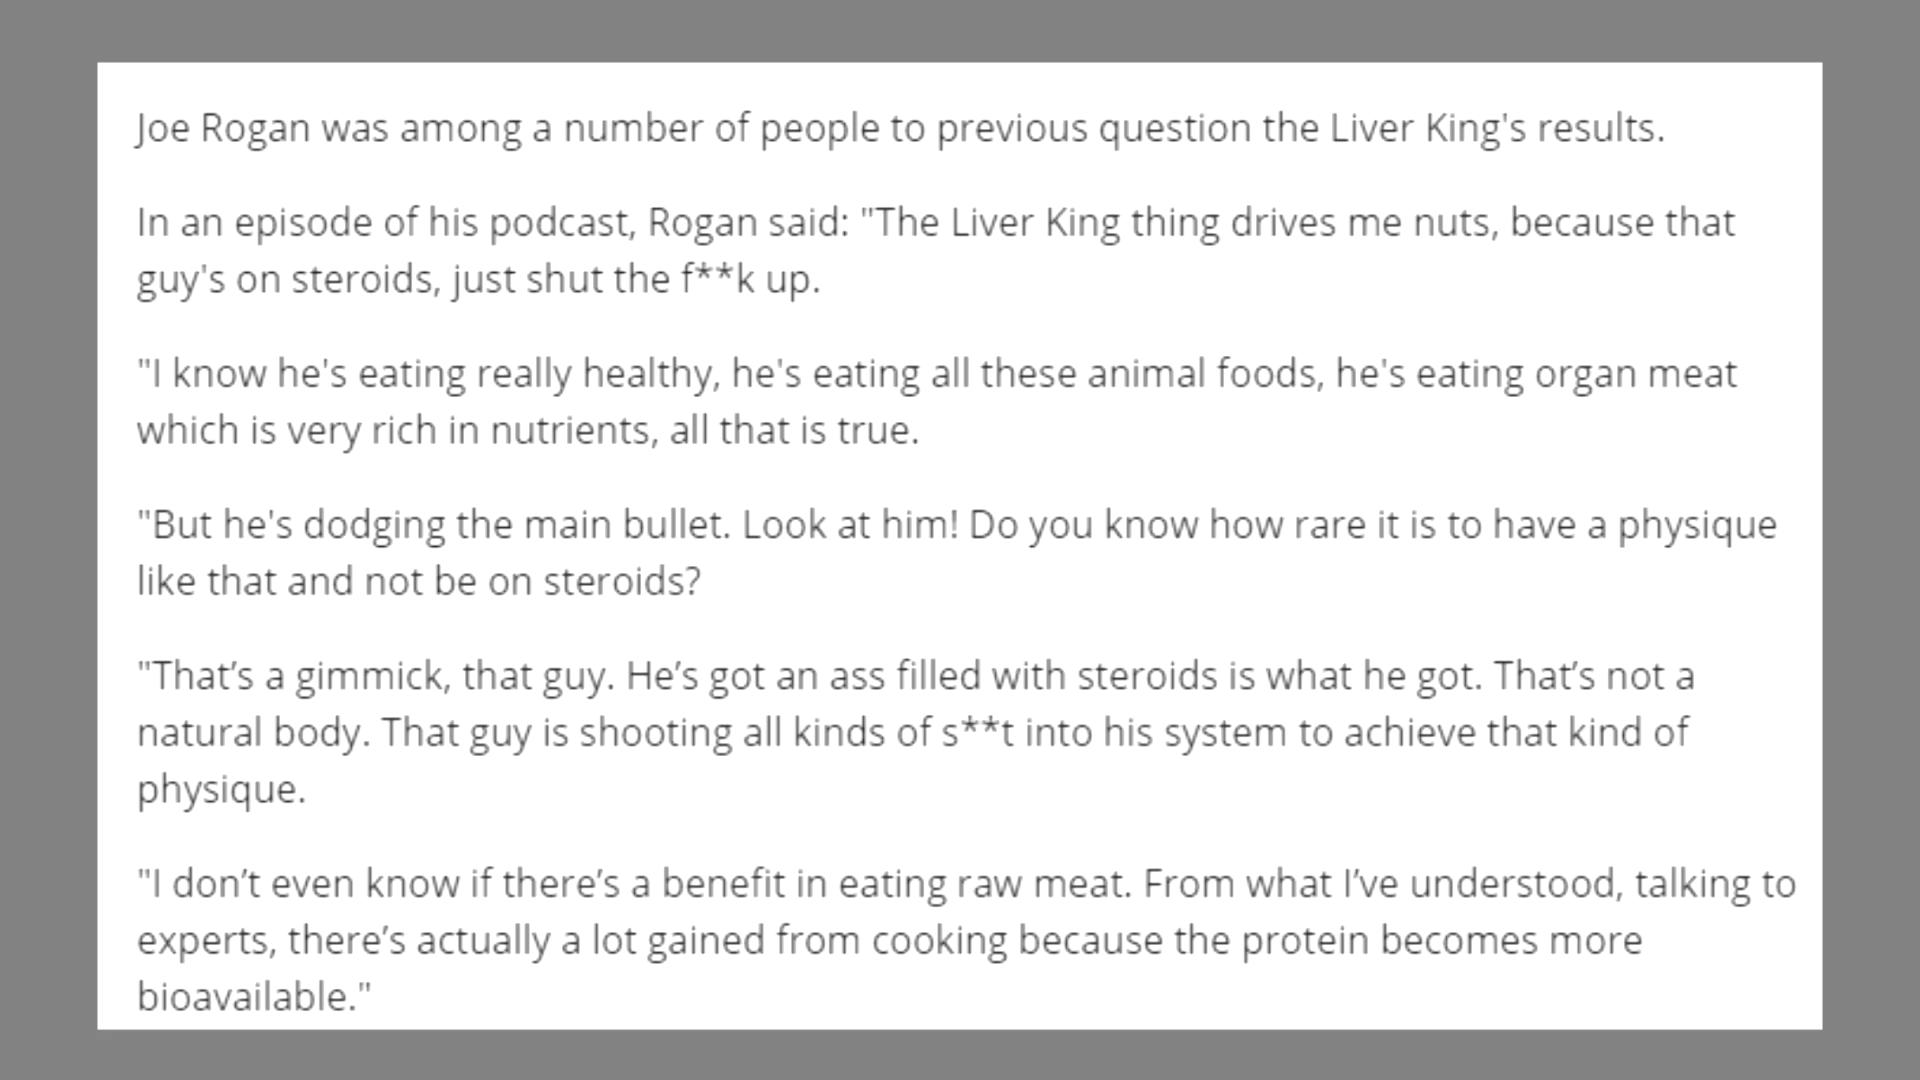 Joe Rogan was among a number of people to previous question the Liver King's results.
In an episode of his podcast, Rogan said: "The Liver King thing drives me nuts, because that
guy's on steroids, just shut the f**k up.
"I know he's eating really healthy, he's eating all these animal foods, he's eating organ meat
which is very rich in nutrients, all that is true.
"But he's dodging the main bullet. Look at him! Do you know how rare it is to have a physique
like that and not be on steroids?
"That’s a gimmick, that guy. He’s got an ass filled with steroids is what he got. That’s not a
natural body. That guy is shooting all kinds of s**t into his system to achieve that kind of
physique.
"I don’t even know if there’s a benefit in eating raw meat. From what I’ve understood, talking to
experts, there’s actually a lot gained from cooking because the protein becomes more
bioavailable."